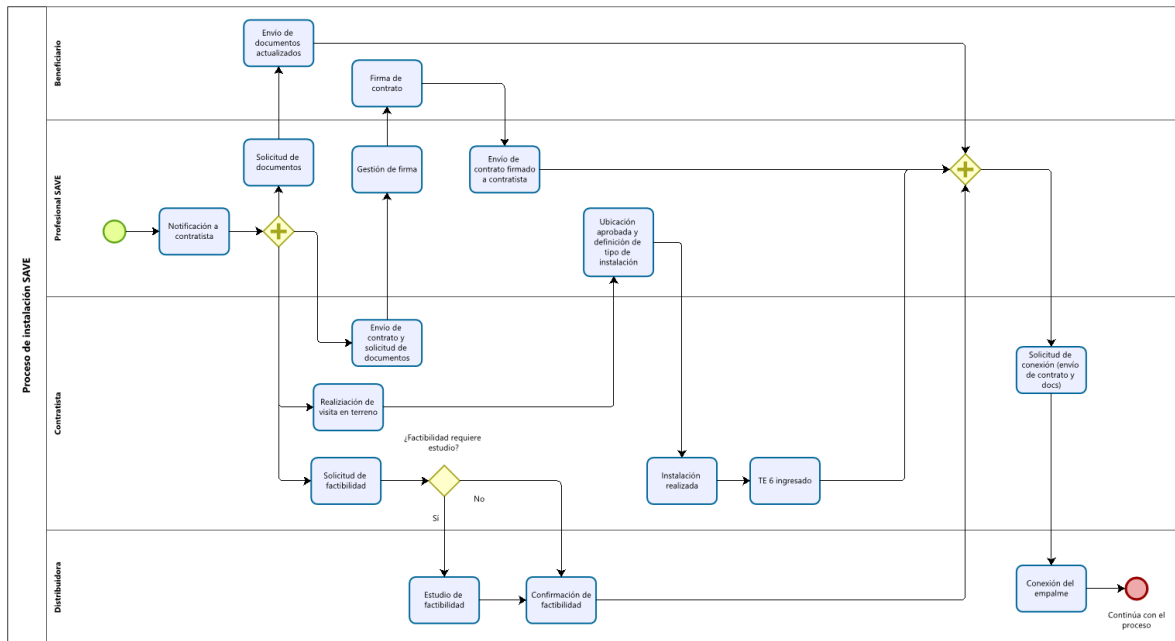 Proceso de instalación SAVE
Beneficiario
Envio de
documentos
actualizados
Firma de
contrato
Profesional SAVE
Solicitud de
documentos
Gestión de firma
Envío de
contrato firmado
a contratista
Notificación a
contratista
Ubicación
aprobada y
definición de
tipo de
instalación
Contratista
Envío de
contrato y
solicitud de
documentos
Solicitud de
conexión (envío
de contrato y
docs)
Realiziación de
visita en terreno
¿Factibilidad requiere
estudio?
Solicitud de
factibilidad
No
Sí
Instalación
realizada
TE 6 ingresado
Distribuidora
Estudio de
factibilidad
Confirmación de
factibilidad
Conexión del
empalme
Continúa con el
proceso